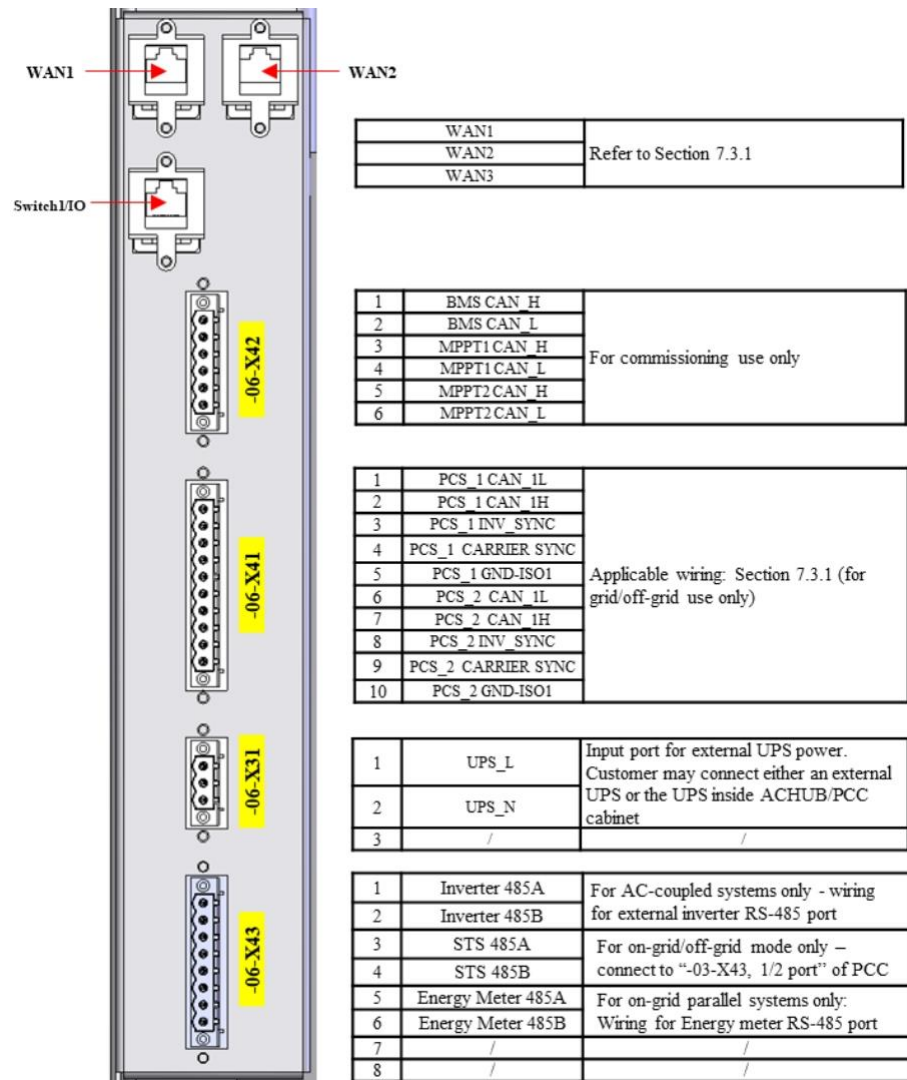 WAN1
WAN2
Switch1/IO
WAN1
WAN2
WAN3
Refer to Section 7.3.1
-06-X42
1 BMS CAN_H
2 BMS CAN_L
3 MPPT1 CAN_H
4 MPPT1 CAN_L
5 MPPT2 CAN_H
6 MPPT2 CAN_L
For commissioning use only
-06-X41
1 PCS_1 CAN_1L
2 PCS_1 CAN_1H
3 PCS_1 INV_SYNC
4 PCS_1 CARRIER SYNC
5 PCS_1 GND-ISO1
6 PCS_2 CAN_1L
7 PCS_2 CAN_1H
8 PCS_2 INV_SYNC
9 PCS_2 CARRIER SYNC
10 PCS_2 GND-ISO1
Applicable wiring: Section 7.3.1 (for
grid/off-grid use only)
-06-X31
1 UPS_L
2 UPS_N
Input port for external UPS power.
Customer may connect either an external
UPS or the UPS inside ACHUB/PCC
cabinet
3 / /
-06-X43
1 Inverter 485A
2 Inverter 485B
For AC-coupled systems only - wiring
for external inverter RS-485 port
3 STS 485A
4 STS 485B
For on-grid/off-grid mode only –
connect to “-03-X43, 1/2 port” of PCC
5 Energy Meter 485A
6 Energy Meter 485B
For on-grid parallel systems only:
Wiring for Energy meter RS-485 port
7 / /
8 / /